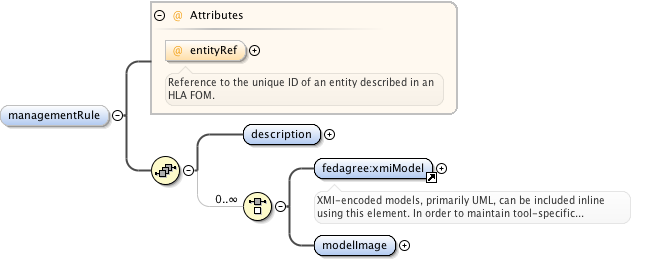 @ Attributes
@ entityRef
Reference to the unique ID of an entity described in an
HLA FOM.
managementRule
description
0..∞
fedagree:xmiModel
XMI-encoded models, primarily UML, can be included inline
using this element. In order to maintain tool-specific...
modelImage